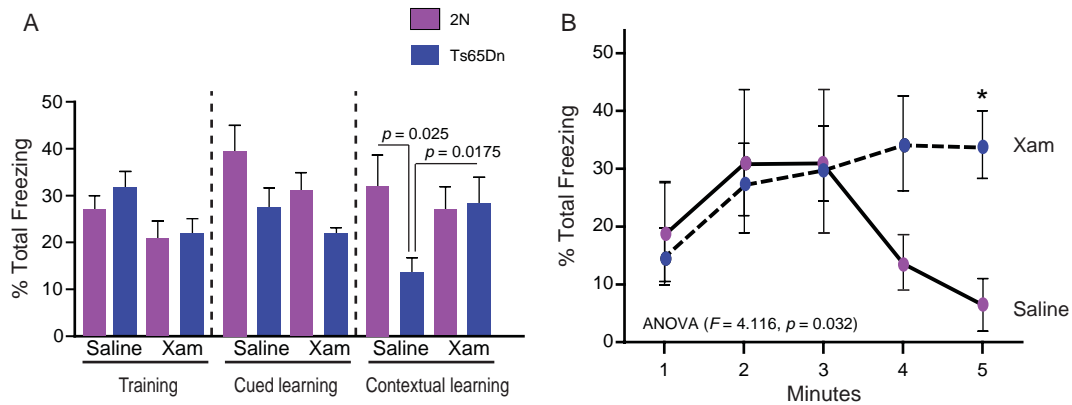 A
2N
Ts65Dn
% Total Freezing
50
40
30
20
10
0
p = 0.025
p = 0.0175
Saline Xam Saline Xam Saline Xam
Training Cued learning Contextual learning
B
% Total Freezing
50
40
30
20
10
0
*
Xam
Saline
ANOVA (F = 4.116, p = 0.032)
1 2 3 4 5
Minutes